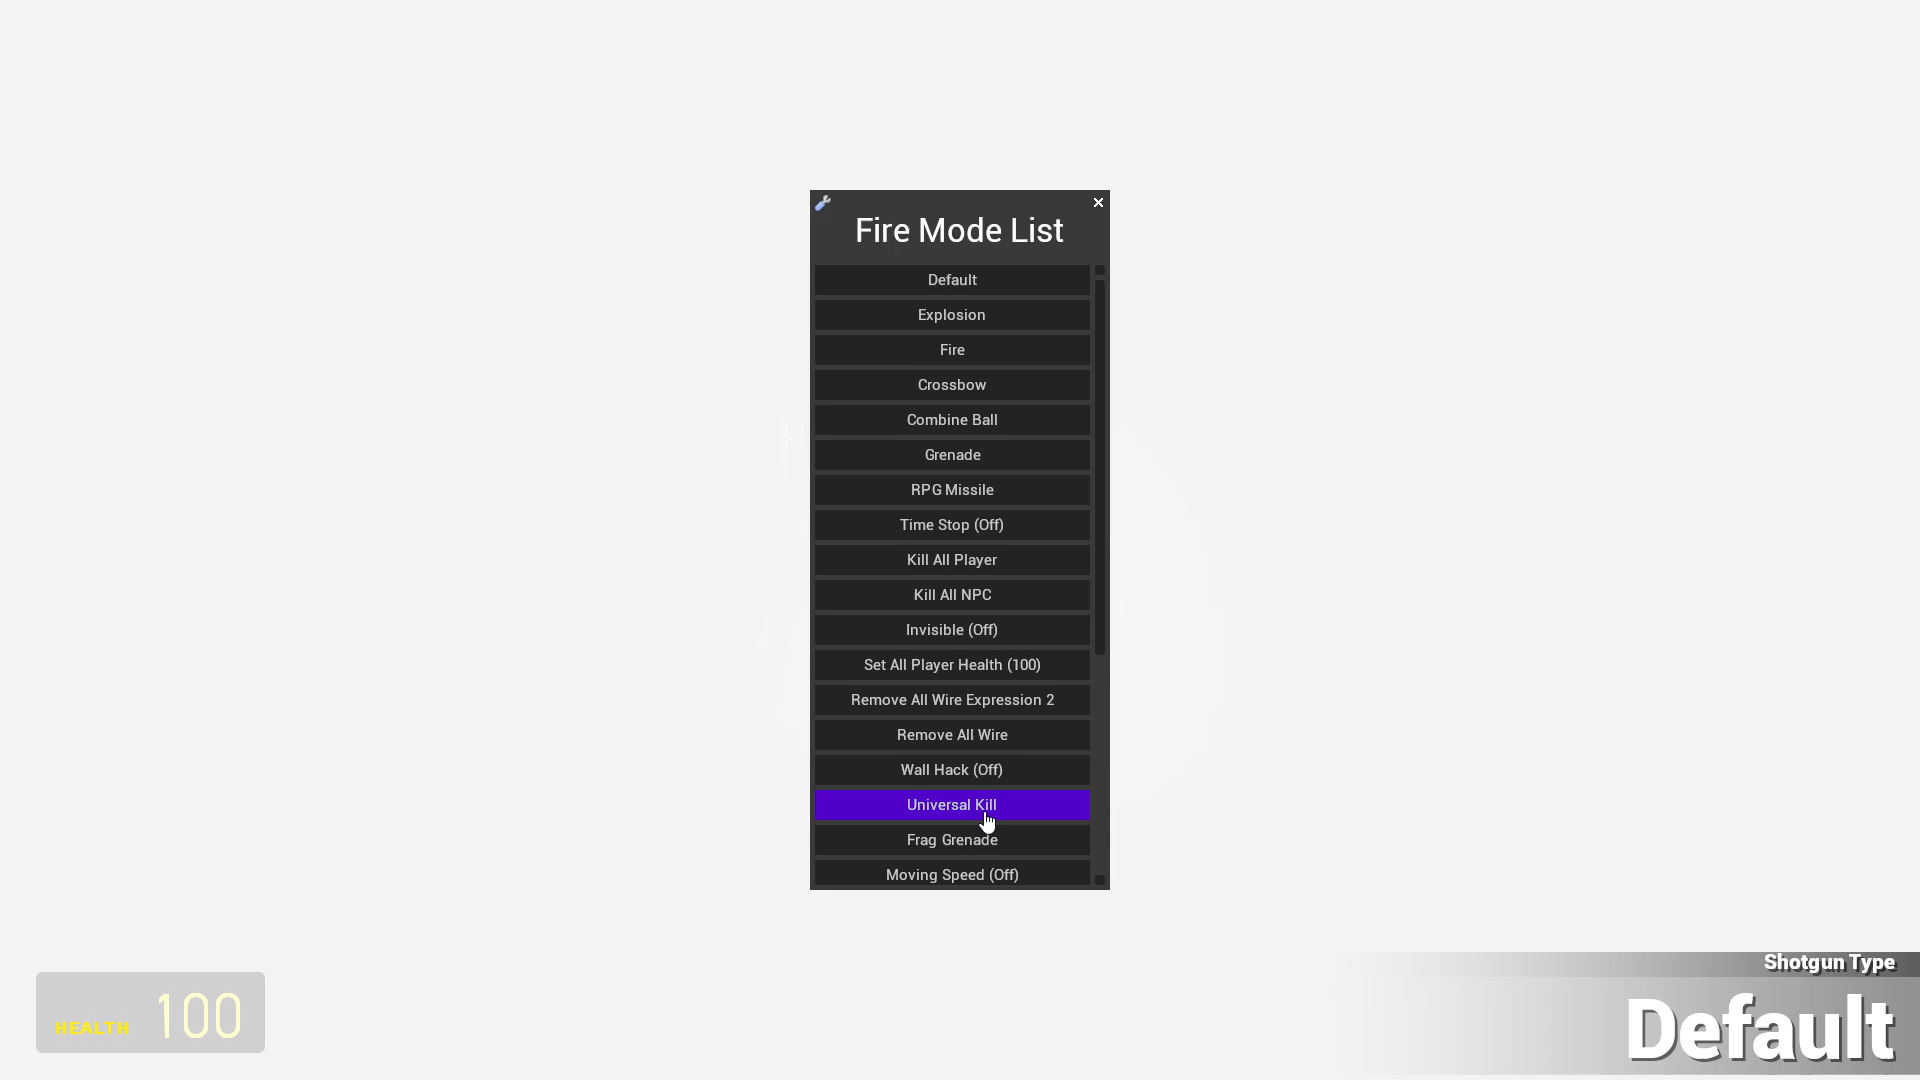 Fire Mode List
Default
Explosion
Fire
Crossbow
Combine Ball
Grenade
RPG Missile
Time Stop (Off)
Kill All Player
Kill All NPC
Invisible (Off)
Set All Player Health (100)
Remove All Wire Expression 2
Remove All Wire
Wall Hack (Off)
Universal Kill
Frag Grenade
Moving Speed (Off)
HEALTH 100
Shotgun Type
Default